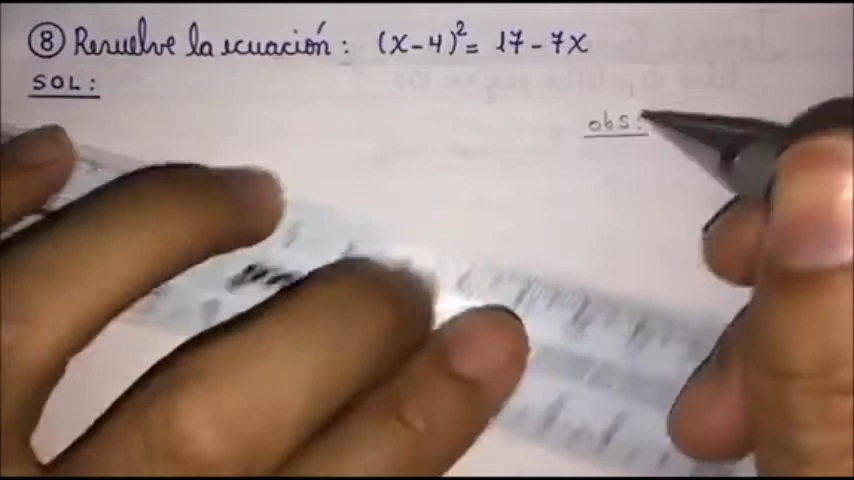 ⑧ Resuelve la ecuación: (x-4)²= 17-7x
SOL:
obs: